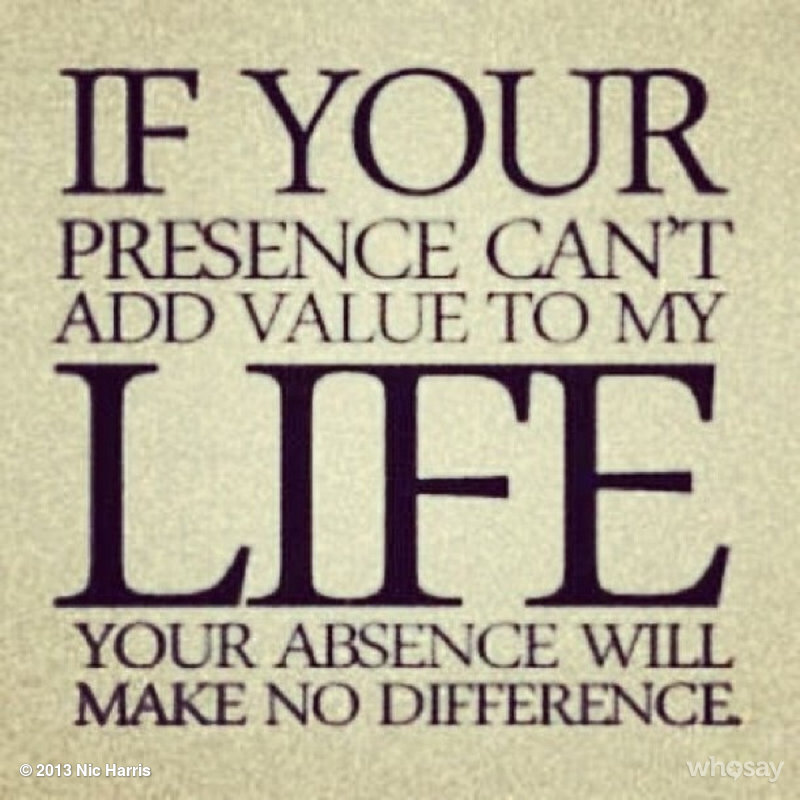 IF YOUR
PRESENCE CAN'T
ADD VALUE TO MY
LIFE
YOUR ABSENCE WILL
MAKE NO DIFFERENCE.
© 2013 Nic Harris
whosay